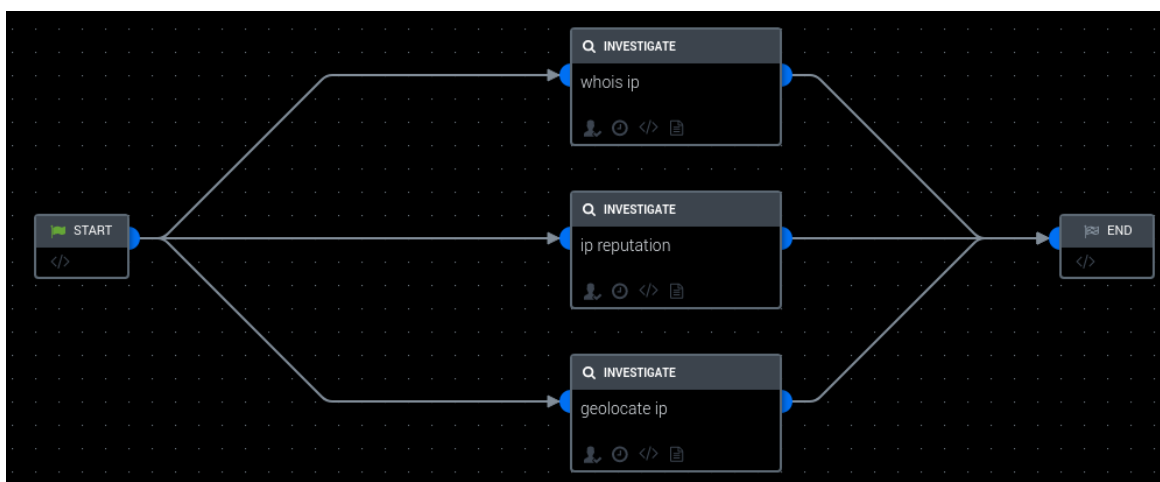 INVESTIGATE
whois ip
</>
START
</>
INVESTIGATE
ip reputation
</>
END
</>
INVESTIGATE
geolocate ip
</>